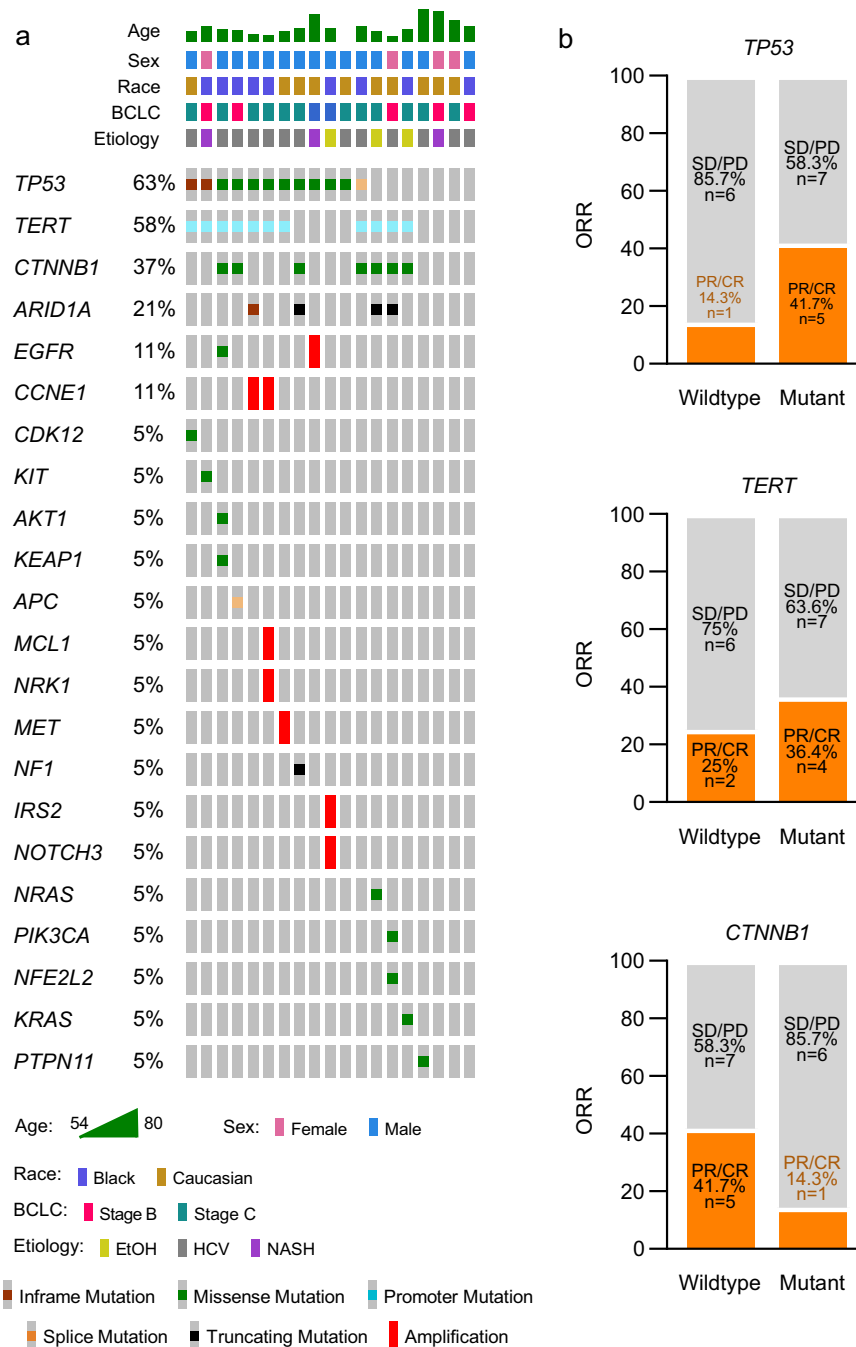 a
Age
Sex
Race
BCLC
Etiology
TP53 63%
TERT 58%
CTNNB1 37%
ARID1A 21%
EGFR 11%
CCNE1 11%
CDK12 5%
KIT 5%
AKT1 5%
KEAP1 5%
APC 5%
MCL1 5%
NRK1 5%
MET 5%
NF1 5%
IRS2 5%
NOTCH3 5%
NRAS 5%
PIK3CA 5%
NFE2L2 5%
KRAS 5%
PTPN11 5%
Age: 54 80 Sex: Female Male
Race: Black Caucasian
BCLC: Stage B Stage C
Etiology: EtOH HCV NASH
Inframe Mutation Missense Mutation Promoter Mutation
Splice Mutation Truncating Mutation Amplification
b
TP53
ORR
100
80
60
40
20
0
SD/PD
85.7%
n=6
PR/CR
14.3%
n=1
SD/PD
58.3%
n=7
PR/CR
41.7%
n=5
Wildtype Mutant
TERT
ORR
100
80
60
40
20
0
SD/PD
75%
n=6
PR/CR
25%
n=2
SD/PD
63.6%
n=7
PR/CR
36.4%
n=4
Wildtype Mutant
CTNNB1
ORR
100
80
60
40
20
0
SD/PD
58.3%
n=7
PR/CR
41.7%
n=5
SD/PD
85.7%
n=6
PR/CR
14.3%
n=1
Wildtype Mutant